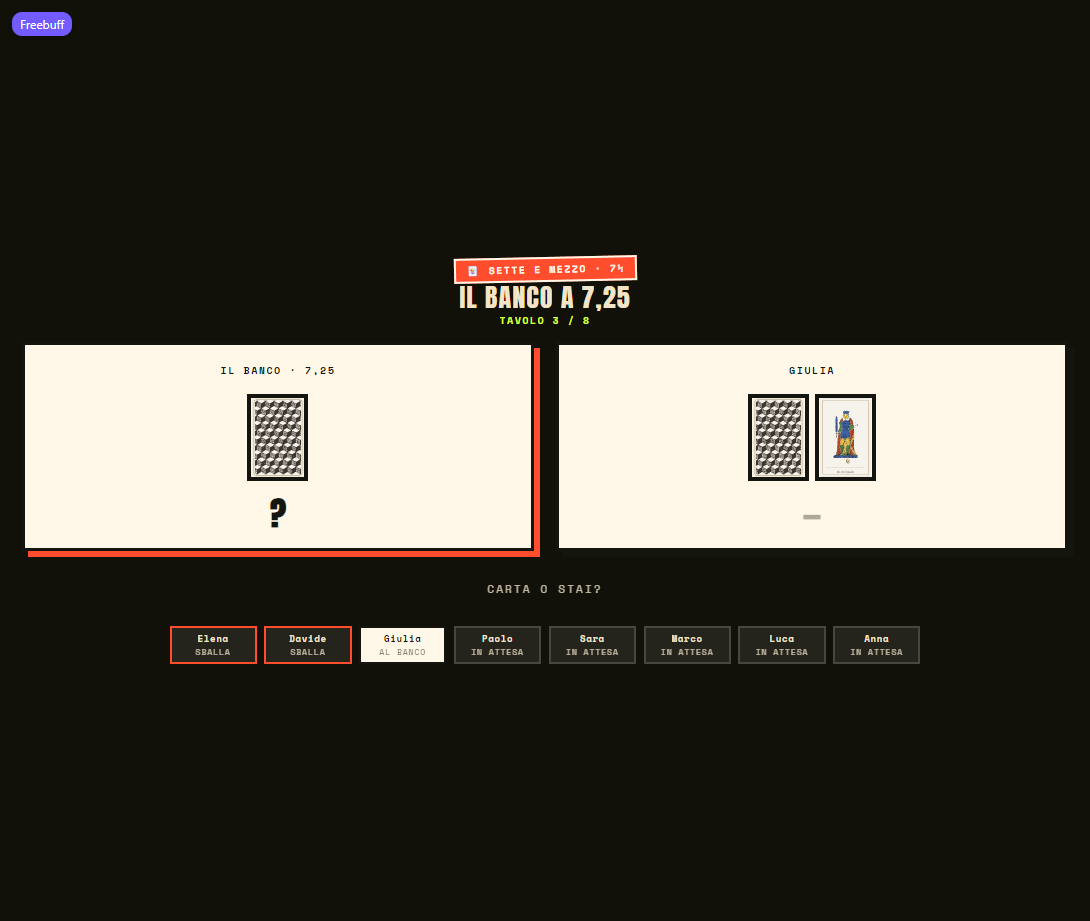 Freebuff
SETTE E MEZZO · 7½
IL BANCO A 7,25
TAVOLO 3 / 8
IL BANCO · 7,25
?
GIULIA
—
CARTA O STAI?
Elena
SBALLA
Davide
SBALLA
Giulia
AL BANCO
Paolo
IN ATTESA
Sara
IN ATTESA
Marco
IN ATTESA
Luca
IN ATTESA
Anna
IN ATTESA